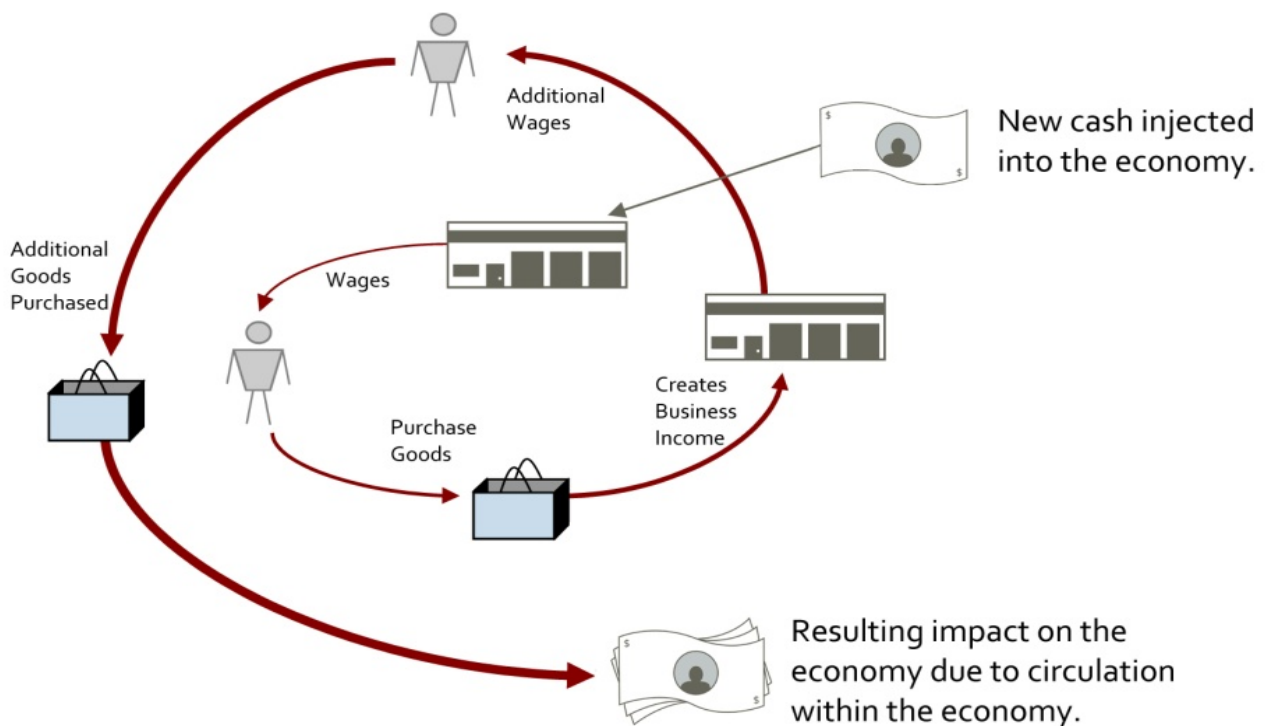 Additional
Wages
New cash injected
into the economy.
$
$
Additional
Goods
Purchased
Wages
Creates
Business
Income
Purchase
Goods
Resulting impact on the
economy due to circulation
within the economy.
$
$